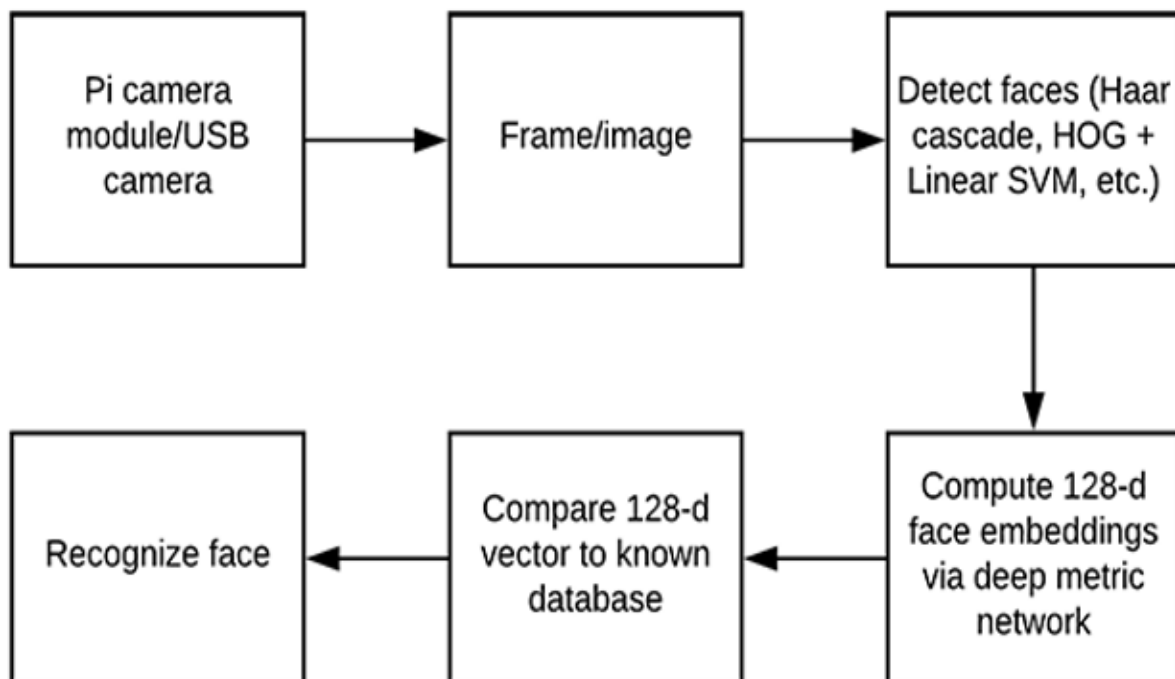 Pi camera
module/USB
camera
Frame/image
Detect faces (Haar
cascade, HOG +
Linear SVM, etc.)
Compute 128-d
face embeddings
via deep metric
network
Compare 128-d
vector to known
database
Recognize face